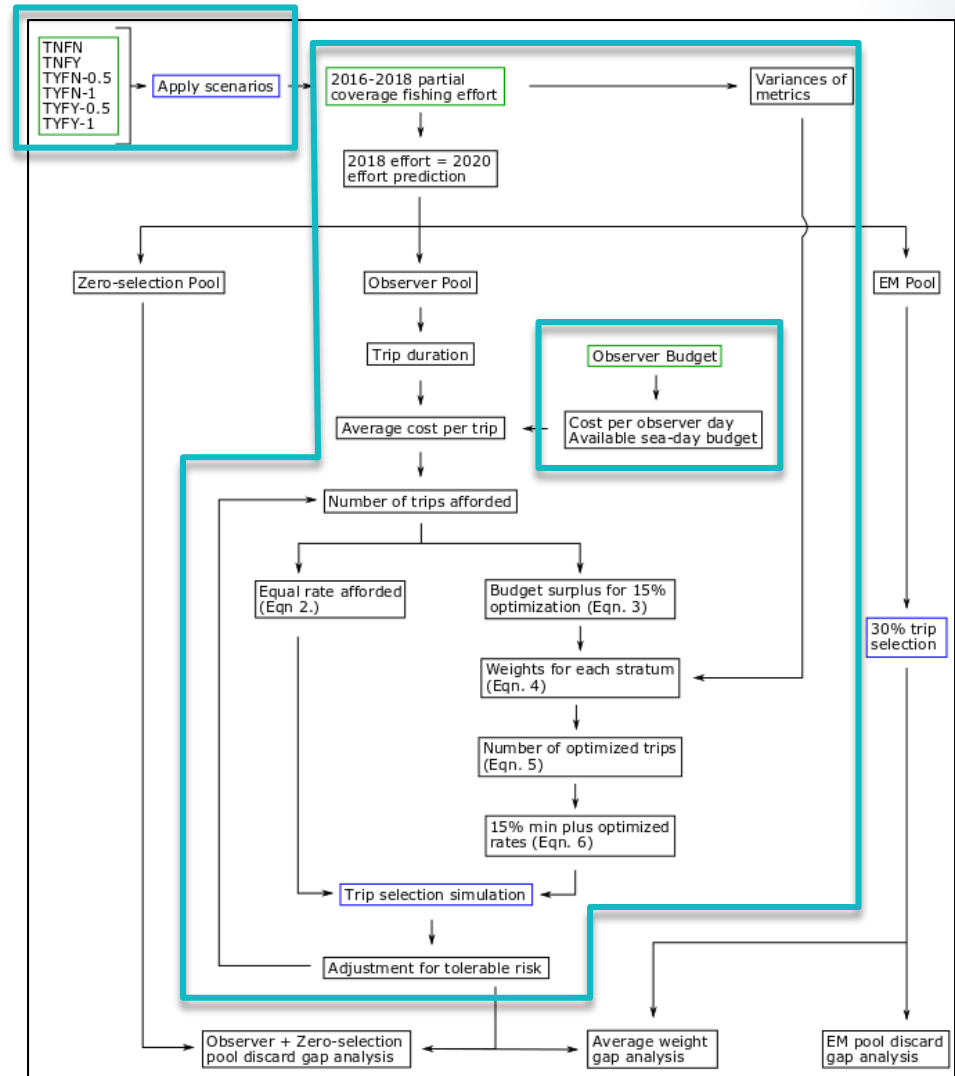 TNFN
TNFY
TYFN-0.5
TYFN-1
TYFY-0.5
TYFY-1
Apply scenarios
2016-2018 partial
coverage fishing effort
Variances of
metrics
2018 effort = 2020
effort prediction
Zero-selection Pool
Observer Pool
EM Pool
Trip duration
Observer Budget
Average cost per trip
Cost per observer day
Available sea-day budget
Number of trips afforded
Equal rate afforded
(Eqn 2.)
Budget surplus for 15%
optimization (Eqn. 3)
30% trip
selection
Weights for each stratum
(Eqn. 4)
Number of optimized trips
(Eqn. 5)
15% min plus optimized
rates (Eqn. 6)
Trip selection simulation
Adjustment for tolerable risk
Observer + Zero-selection
pool discard gap analysis
Average weight
gap analysis
EM pool discard
gap analysis